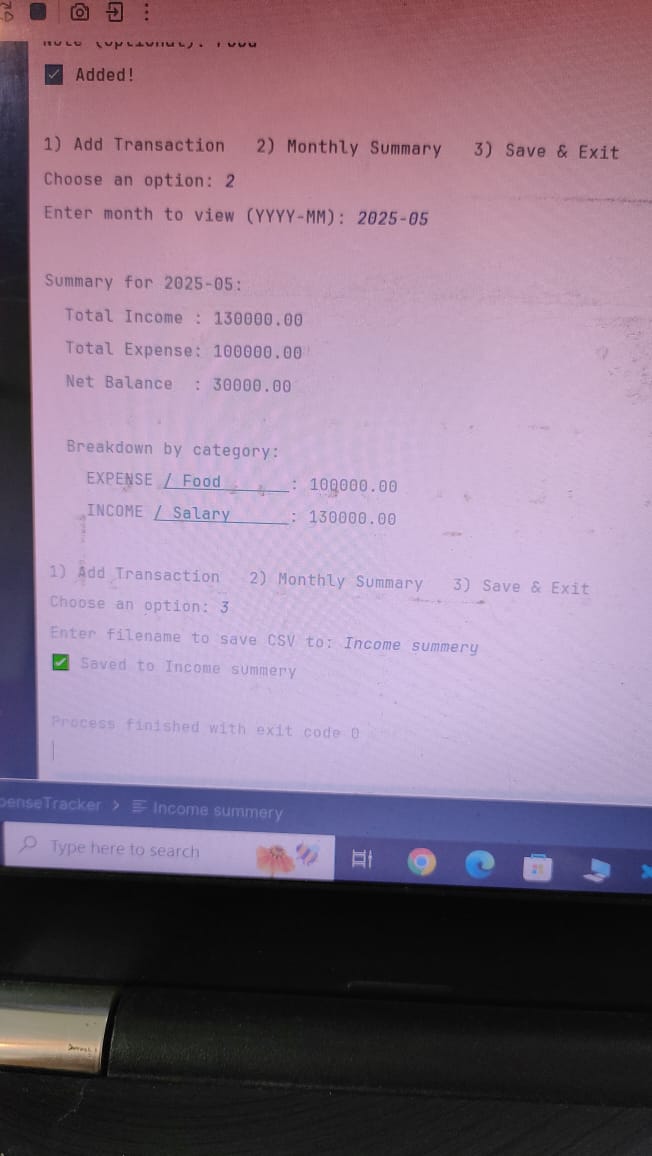 Note (optional): Food
Added!
1) Add Transaction 2) Monthly Summary 3) Save & Exit
Choose an option: 2
Enter month to view (YYYY-MM): 2025-05
Summary for 2025-05:
Total Income : 130000.00
Total Expense: 100000.00
Net Balance : 30000.00
Breakdown by category:
EXPENSE / Food : 100000.00
INCOME / Salary : 130000.00
1) Add Transaction 2) Monthly Summary 3) Save & Exit
Choose an option: 3
Enter filename to save CSV to: Income summery
Saved to Income summery
Process finished with exit code 0
penseTracker > Income summery
Type here to search